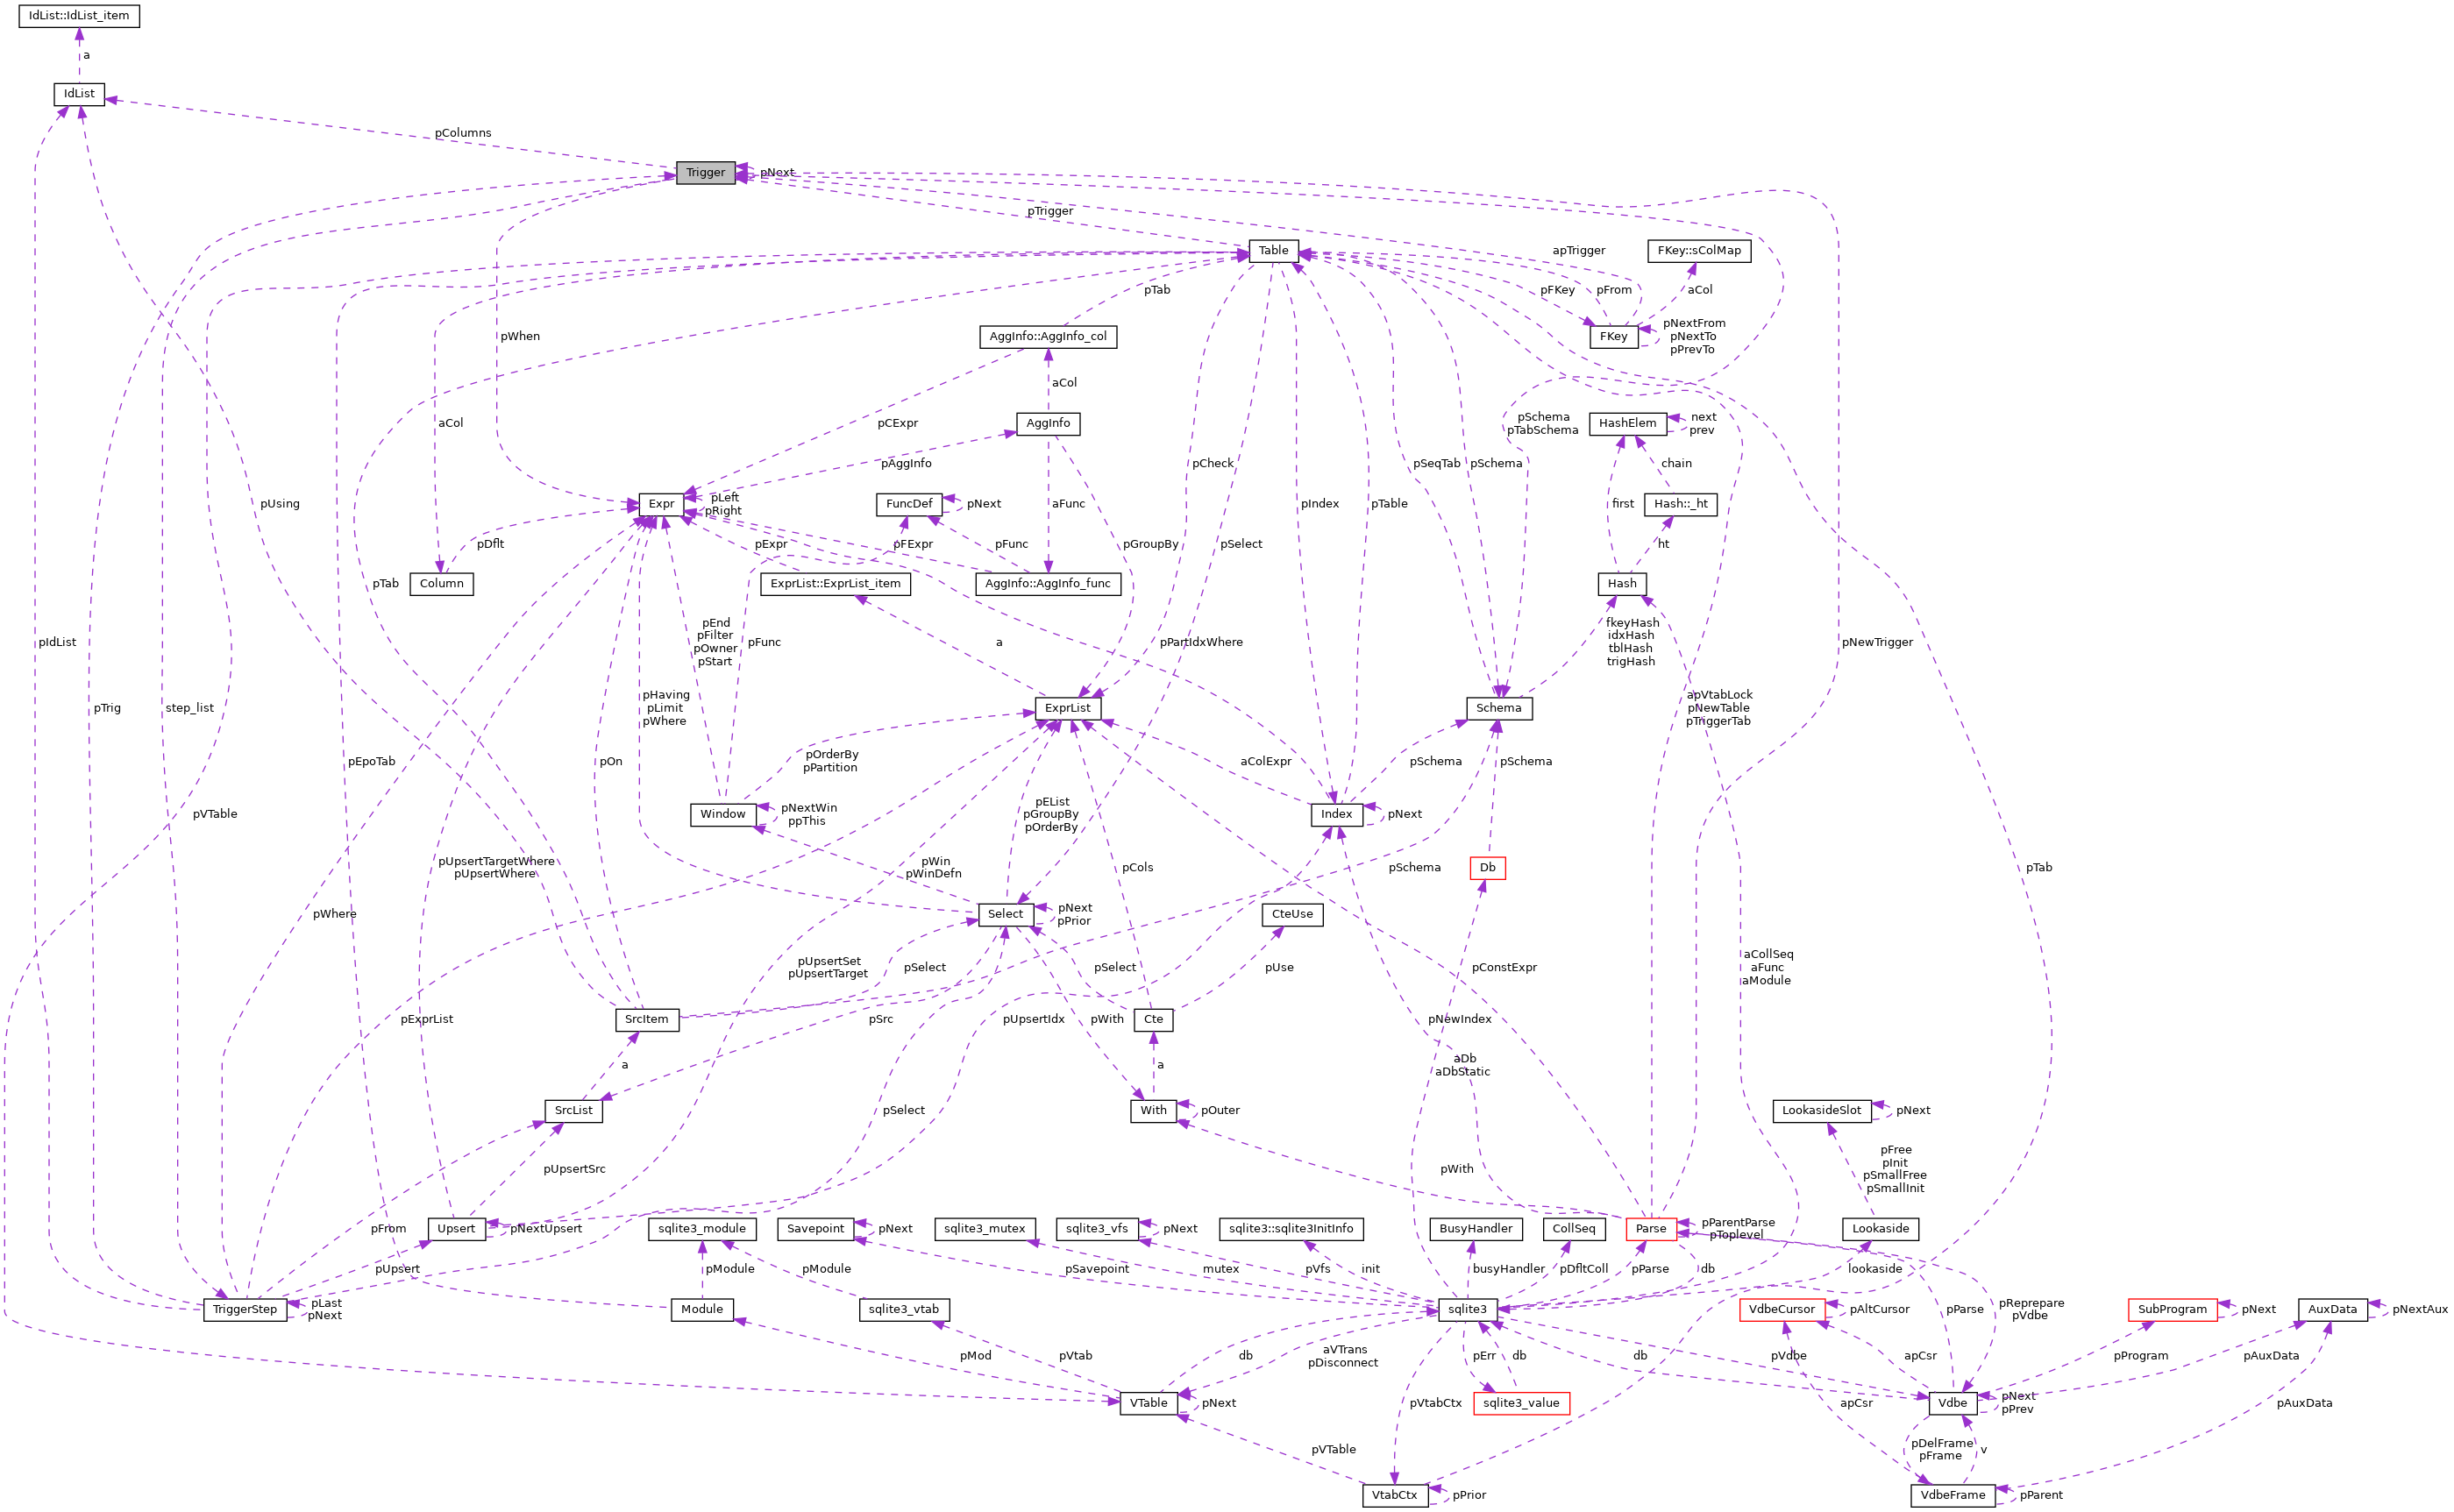 IdList::IdList_item
a
IdList
pColumns
Trigger
pNext
pTrigger
Table
apTrigger
FKey::sColMap
pTab
pFKey
pFrom
aCol
pWhen
AggInfo::AggInfo_col
FKey
pNextFrom
pNextTo
pPrevTo
aCol
aCol
pCExpr
AggInfo
pSchema
pTabSchema
HashElem
next
prev
pUsing
pAggInfo
pCheck
pSeqTab
pSchema
chain
Expr
pLeft
pRight
FuncDef
pNext
aFunc
pIndex
pTable
first
Hash::_ht
pDflt
pExpr
pFExpr
pFunc
pGroupBy
pSelect
ht
pTab
Column
ExprList::ExprList_item
AggInfo::AggInfo_func
Hash
pIdList
pEnd
pFilter
pOwner
pStart
pFunc
a
pPartIdxWhere
fkeyHash
idxHash
tblHash
trigHash
pNewTrigger
pTrig
step_list
pHaving
pLimit
pWhere
ExprList
Schema
apVtabLock
pNewTable
pTriggerTab
pEpoTab
pOn
pOrderBy
pPartition
aColExpr
pSchema
pSchema
pVTable
Window
pNextWin
ppThis
pEList
pGroupBy
pOrderBy
Index
pNext
pUpsertTargetWhere
pUpsertWhere
pWin
pWinDefn
pCols
pSchema
Db
pTab
pWhere
Select
pNext
pPrior
CteUse
pUpsertSet
pUpsertTarget
pSelect
pSelect
pUse
pConstExpr
aCollSeq
aFunc
aModule
pExprList
SrcItem
pSrc
pUpsertIdx
pWith
Cte
pNewIndex
a
a
aDb
aDbStatic
SrcList
pSelect
With
pOuter
LookasideSlot
pNext
pUpsertSrc
pWith
pFree
pInit
pSmallFree
pSmallInit
pFrom
Upsert
pNextUpsert
sqlite3_module
Savepoint
pNext
sqlite3_mutex
sqlite3_vfs
pNext
sqlite3::sqlite3InitInfo
BusyHandler
CollSeq
Parse
pParentParse
pToplevel
Lookaside
pUpsert
pModule
pModule
pSavepoint
mutex
pVfs
init
busyHandler
pDfltColl
pParse
db
lookaside
TriggerStep
pLast
pNext
Module
sqlite3_vtab
sqlite3
VdbeCursor
pAltCursor
pParse
pReprepare
pVdbe
SubProgram
pNext
AuxData
pNextAux
pMod
pVtab
db
aVTrans
pDisconnect
pErr
db
db
pVdbe
apCsr
pProgram
pAuxData
VTable
pNext
pVtabCtx
sqlite3_value
apCsr
Vdbe
pNext
pPrev
pAuxData
pVTable
pDelFrame
pFrame
v
VtabCtx
pPrior
VdbeFrame
pParent